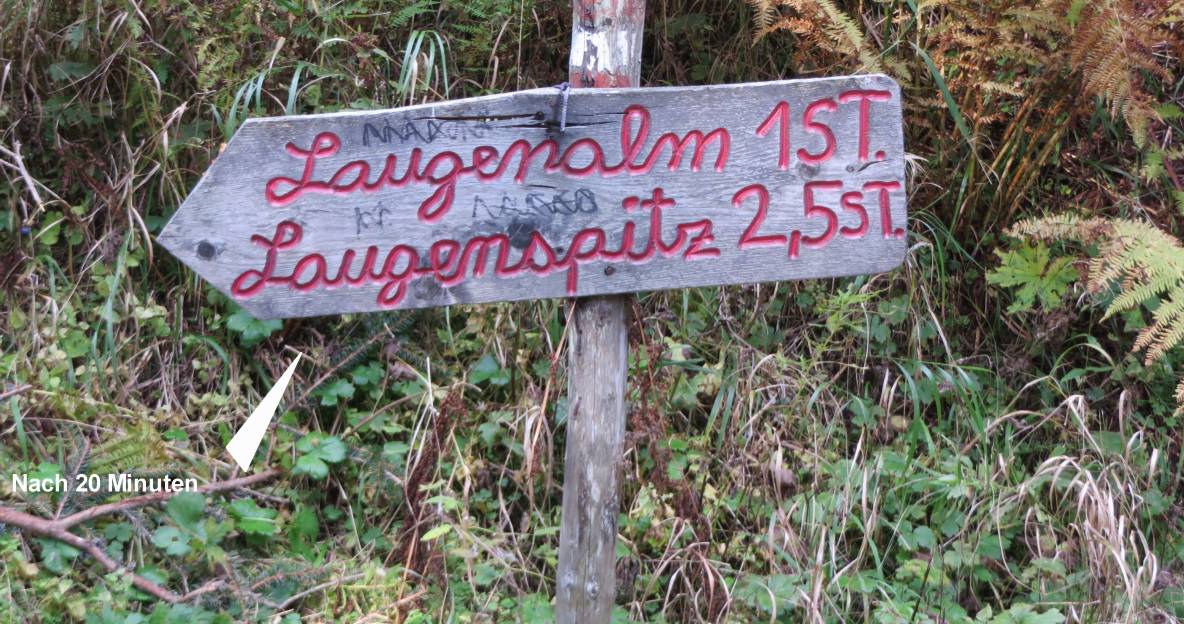 Laugenalm 1ST.
Laugenspitz 2,5ST.
Nach 20 Minuten